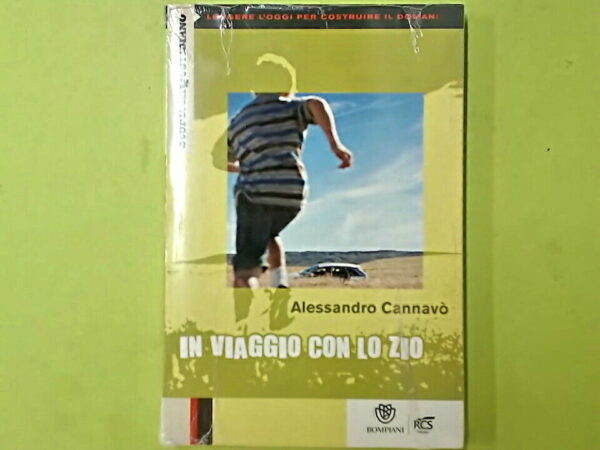 LEGGERE L'OGGI PER COSTRUIRE IL DOMANI
Alessandro Cannavò
IN VIAGGIO CON LO ZIO
BOMPIANI
RCS